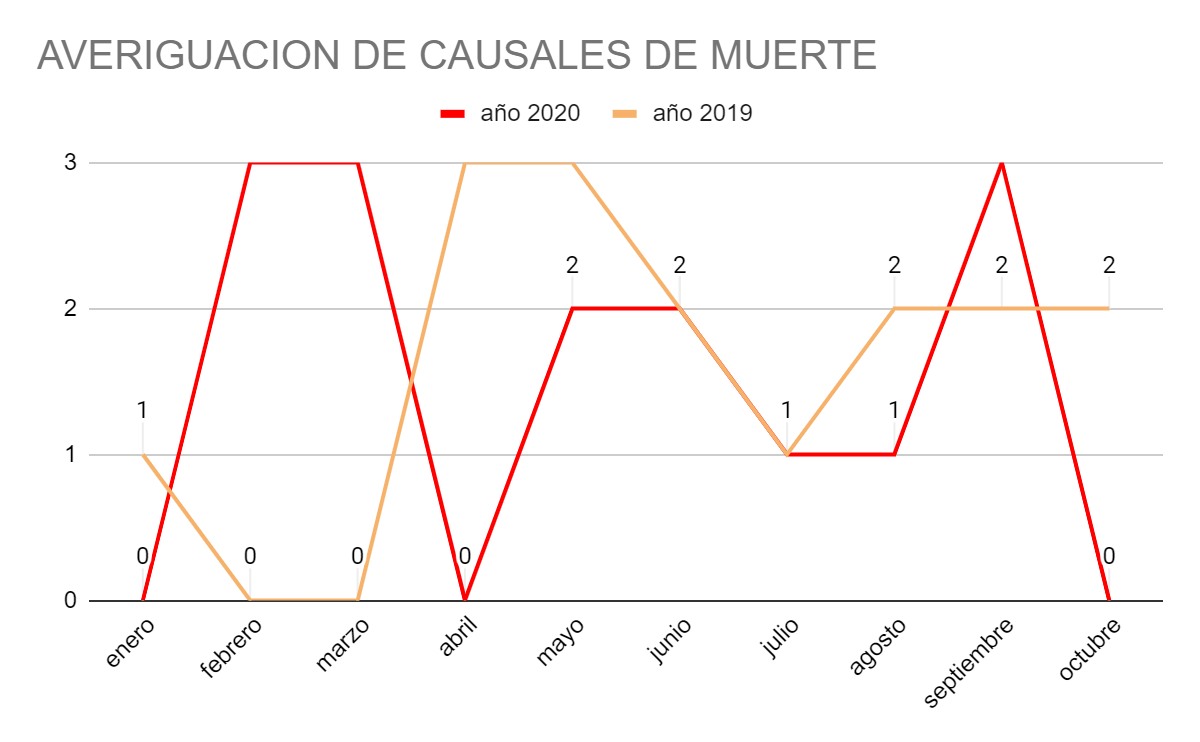 AVERIGUACION DE CAUSALES DE MUERTE
año 2020 año 2019
3
2 2 2 2 2
2
1 1 1
1
0 0 0 0 0
0
enero febrero marzo abril mayo junio julio agosto septiembre octubre